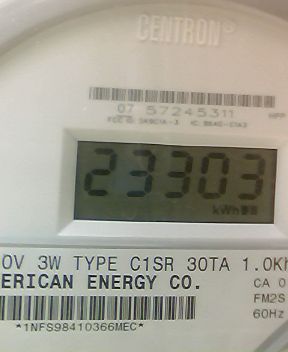 CENTRON®
07 57245311
23303
kWh
0V 3W TYPE C1SR 30TA 1.0Kh
ERICAN ENERGY CO.
CA 0
FM2S
60Hz
*1NFS98410366MEC*